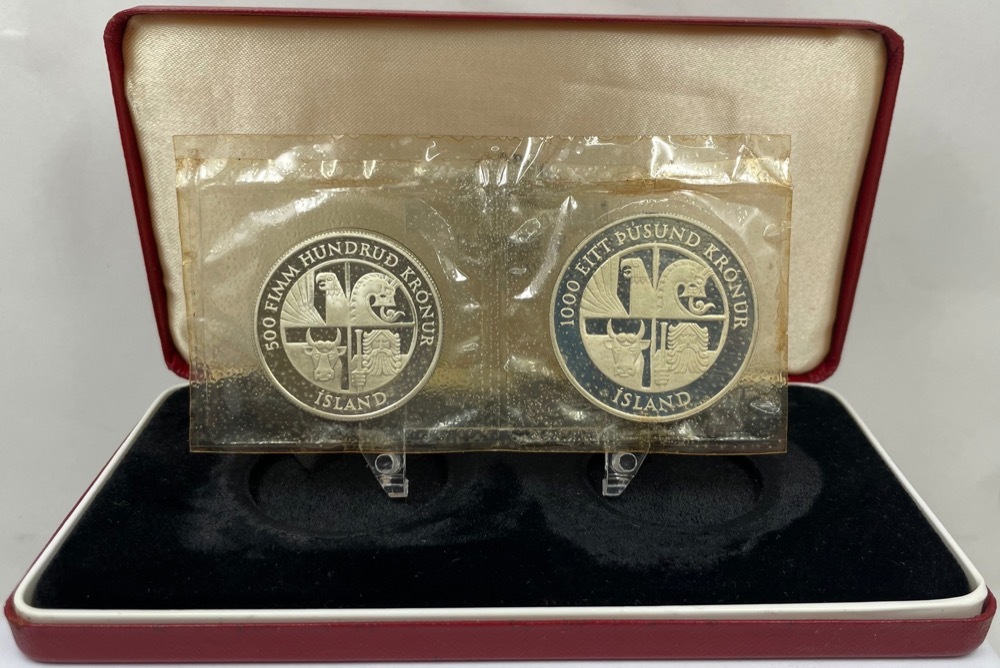 500 FIMM HUNDRUÐ KRÓNUR
ÍSLAND
1000 EITT ÞÚSUND KRÓNUR
ÍSLAND